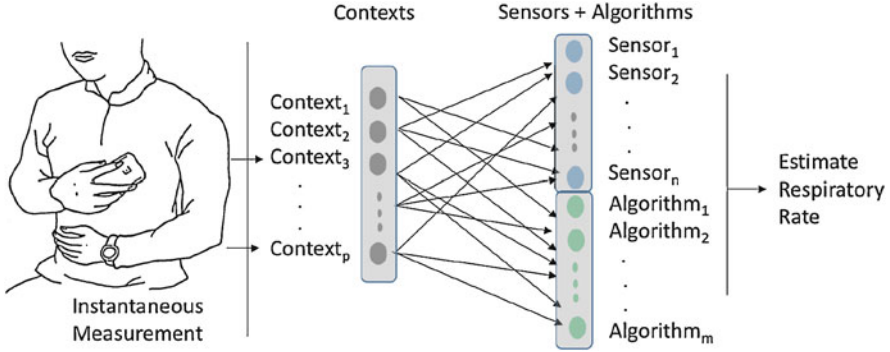 Contexts
Sensors + Algorithms
Context1
Context2
Context3
Contextp
Sensor1
Sensor2
Sensorn
Algorithm1
Algorithm2
Algorithmm
Estimate
Respiratory
Rate
Instantaneous
Measurement